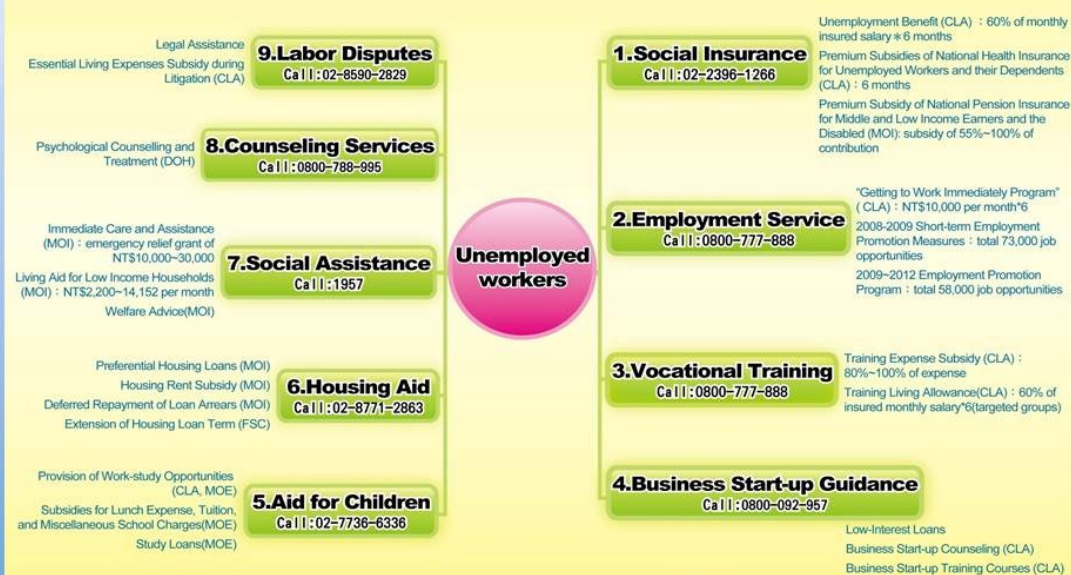 Unemployed
workers
1.Social Insurance
Call:02-2396-1266
Unemployment Benefit (CLA) : 60% of monthly
insured salary＊6 months
Premium Subsidies of National Health Insurance
for Unemployed Workers and their Dependents
(CLA) : 6 months
Premium Subsidy of National Pension Insurance
for Middle and Low Income Earners and the
Disabled (MOI): subsidy of 55%~100% of
contribution
2.Employment Service
Call:0800-777-888
"Getting to Work Immediately Program"
( CLA) : NT$10,000 per month*6
2008-2009 Short-term Employment
Promotion Measures : total 73,000 job
opportunities
2009~2012 Employment Promotion
Program : total 58,000 job opportunities
3.Vocational Training
Call:0800-777-888
Training Expense Subsidy (CLA) :
80%~100% of expense
Training Living Allowance(CLA) : 60% of
insured monthly salary*6(targeted groups)
4.Business Start-up Guidance
Call:0800-092-957
Low-Interest Loans
Business Start-up Counseling (CLA)
Business Start-up Training Courses (CLA)
5.Aid for Children
Call:02-7736-6336
Provision of Work-study Opportunities
(CLA, MOE)
Subsidies for Lunch Expense, Tuition,
and Miscellaneous School Charges(MOE)
Study Loans(MOE)
6.Housing Aid
Call:02-8771-2863
Preferential Housing Loans (MOI)
Housing Rent Subsidy (MOI)
Deferred Repayment of Loan Arrears (MOI)
Extension of Housing Loan Term (FSC)
7.Social Assistance
Call:1957
Immediate Care and Assistance
(MOI) : emergency relief grant of
NT$10,000~30,000
Living Aid for Low Income Households
(MOI) : NT$2,200~14,152 per month
Welfare Advice(MOI)
8.Counseling Services
Call:0800-788-995
Psychological Counselling and
Treatment (DOH)
9.Labor Disputes
Call:02-8590-2829
Legal Assistance
Essential Living Expenses Subsidy during
Litigation (CLA)